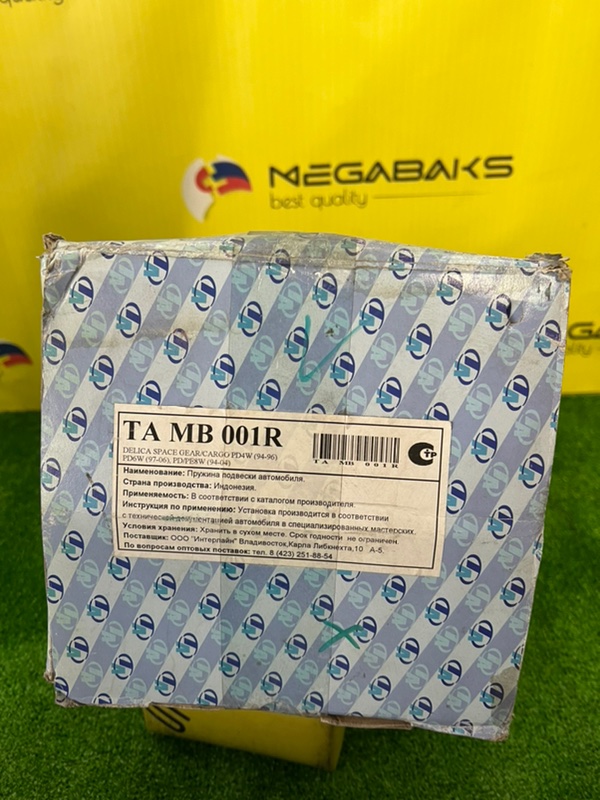 MEGABAKS
best quality
MEGABAKS
best quality
TA MB 001R
TA MB 001R
DELICA SPACE GEAR/CARGO PD4W (94-96)
PD6W (97-06), PD/PE8W (94-04)
Наименование: Пружина подвески автомобиля.
Страна производства: Индонезия.
Применяемость: В соответствии с каталогом производителя
Инструкция по применению: Установка производится в соответствии
с технической документацией автомобиля в специализированных мастерских.
Условия хранения: Хранить в сухом месте. Срок годности не ограничен
Поставщик: ООО "Интерлайн" Владивосток,Карла Либкнехта,10 А-5.
По вопросам оптовых поставок: тел. 8 (423) 251-88-54